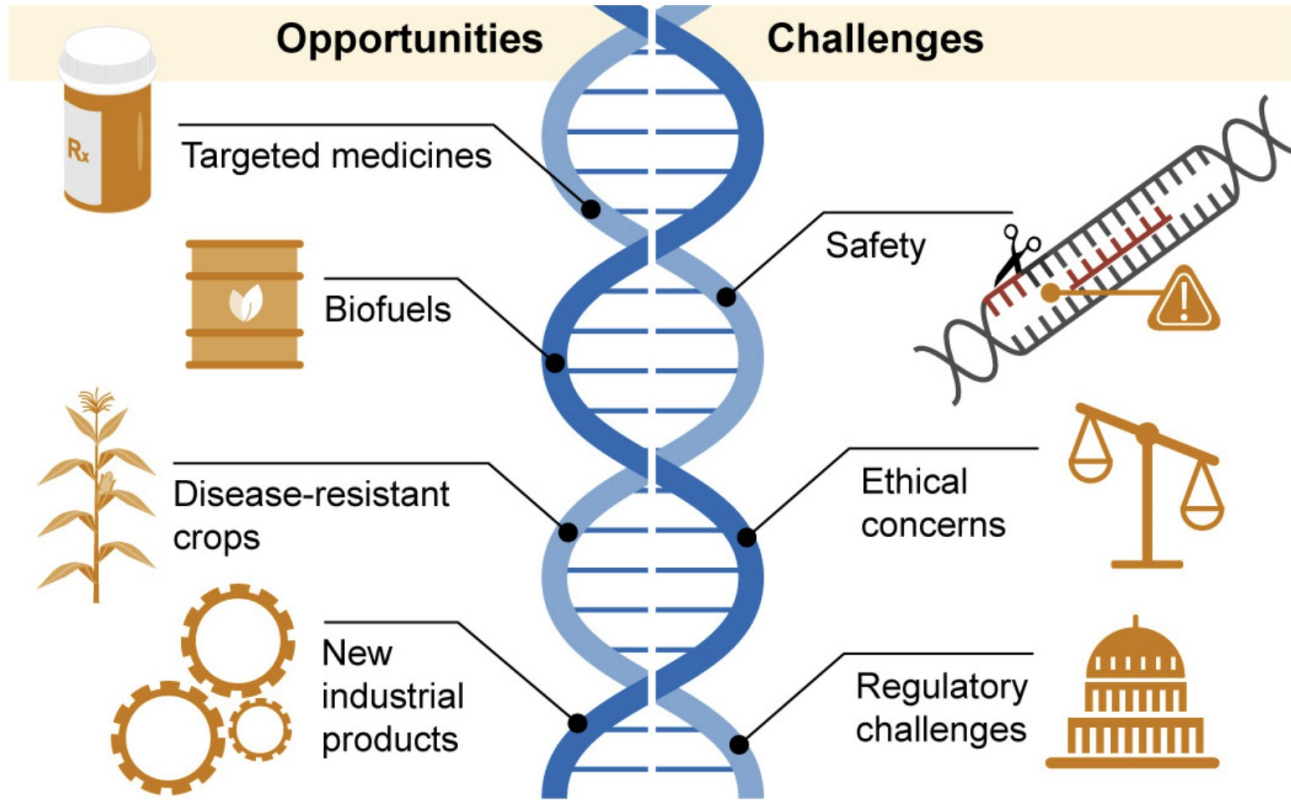 Opportunities
Challenges
Rx
Targeted medicines
Biofuels
Disease-resistant
crops
New
industrial
products
Safety
Ethical
concerns
Regulatory
challenges